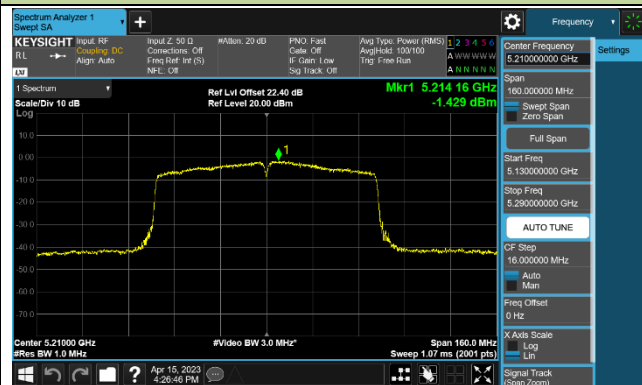 Spectrum Analyzer 1
Swept SA
Frequency
KEYSIGHT
RL
LXI
Input: RF
Coupling: DC
Align: Auto
Input Z: 50 Ω
Corrections: Off
Freq Ref: Int (S)
NFE: Off
#Atten: 20 dB
PNO: Fast
Gate: Off
IF Gain: Low
Sig Track: Off
Avg Type: Power (RMS)
Avg|Hold: 100/100
Trig: Free Run
1 2 3 4 5 6
A W W W W W
A N N N N N
1 Spectrum
Scale/Div 10 dB
Log
Ref Lvl Offset 22.40 dB
Ref Level 20.00 dBm
Mkr1 5.214 16 GHz
-1.429 dBm
1
10.0
0.00
-10.0
-20.0
-30.0
-40.0
-50.0
-60.0
-70.0
Center 5.21000 GHz
#Res BW 1.0 MHz
#Video BW 3.0 MHz*
Span 160.0 MHz
Sweep 1.07 ms (2001 pts)
Center Frequency
5.210000000 GHz
Settings
Span
160.000000 MHz
Swept Span
Zero Span
Full Span
Start Freq
5.130000000 GHz
Stop Freq
5.290000000 GHz
AUTO TUNE
CF Step
16.000000 MHz
Auto
Man
Freq Offset
0 Hz
X Axis Scale
Log
Lin
Signal Track
(Span Zoom)
?
Apr 15, 2023
4:26:46 PM